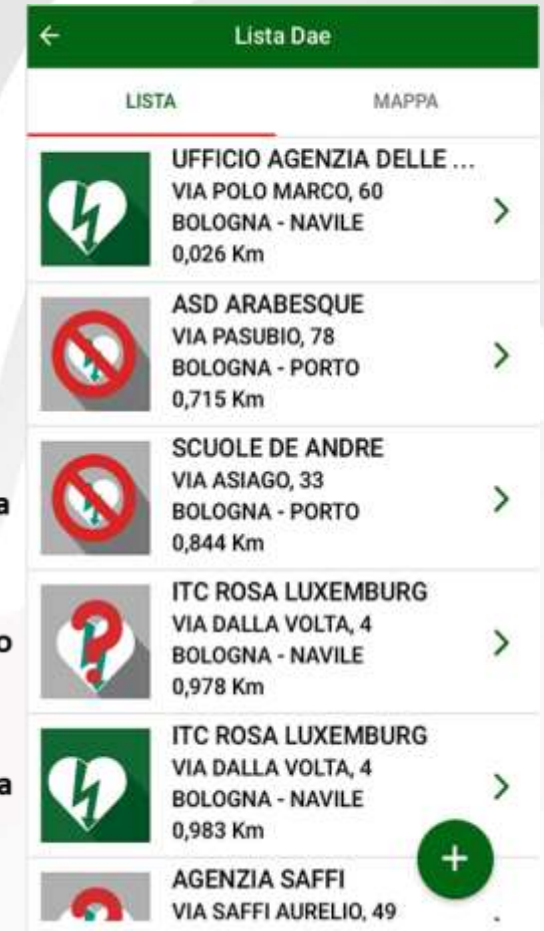 Lista Dae
LISTA
MAPPA
UFFICIO AGENZIA DELLE ...
VIA POLO MARCO, 60
BOLOGNA - NAVILE
0,026 Km
ASD ARABESQUE
VIA PASUBIO, 78
BOLOGNA - PORTO
0,715 Km
SCUOLE DE ANDRE
VIA ASIAGO, 33
BOLOGNA - PORTO
0,844 Km
ITC ROSA LUXEMBURG
VIA DALLA VOLTA, 4
BOLOGNA - NAVILE
0,978 Km
ITC ROSA LUXEMBURG
VIA DALLA VOLTA, 4
BOLOGNA - NAVILE
0,983 Km
AGENZIA SAFFI
VIA SAFFI AURELIO, 49